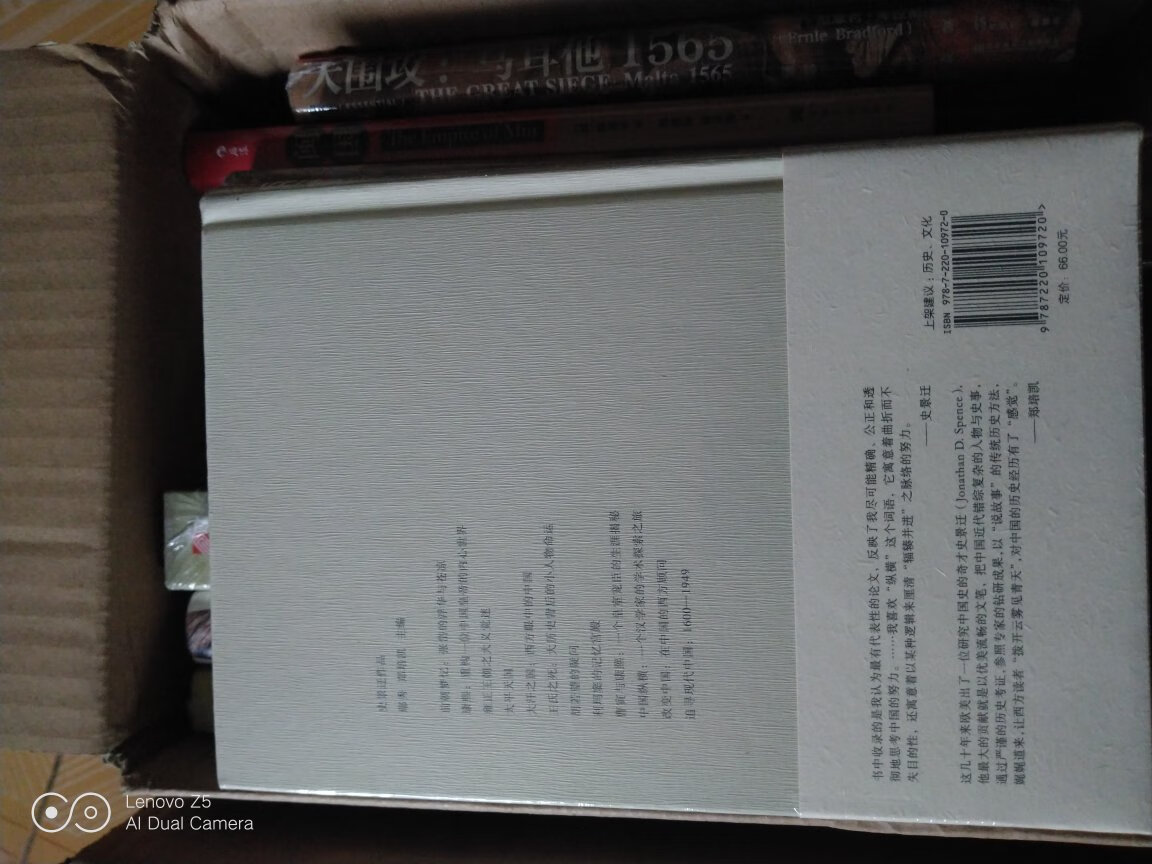 大围攻：马耳他 1565
THE GREAT SIEGE: Malta 1565
Ernle Bradford
The Empire of Min
史景迁作品
郑培凯 主编
前朝梦忆：张岱的浮华与苍凉
康熙：重构一位中国皇帝的内心世界
雍正王朝之大义觉迷
太平天国
大汗之国：西方眼中的中国
王氏之死：大历史背后的小人物命运
胡若望的疑问
利玛窦的记忆宫殿
曹寅与康熙：一个皇室宠臣的生涯揭秘
中国纵横：一个汉学家的学术探索之旅
改变中国：在中国的西方顾问
追寻现代中国：1600—1949
书中收录的是我认为最有代表性的论文，反映了我尽可能精确、公正和透
彻地思考中国的努力。……我喜欢“纵横”这个词语，它寓意着曲折而不
失目的性，还寓意着以某种逻辑来厘清“辐辏并进”之脉络的努力。
——史景迁
这几十年来欧美出了一位研究中国史的奇才史景迁（Jonathan D. Spence），
他最大的贡献就是以优美流畅的文笔，把中国近代错综复杂的人物与史事，
通过严谨的历史考证，参照专家的钻研成果，以“说故事”的传统历史方法，
娓娓道来，让西方读者“拨开云雾见青天”，对中国的历史经历有了“感觉”。
——郑培凯
上架建议：历史、文化
ISBN 978-7-220-10972-0
9 787220 109720 >
定价：66.00元
Lenovo Z5
AI Dual Camera